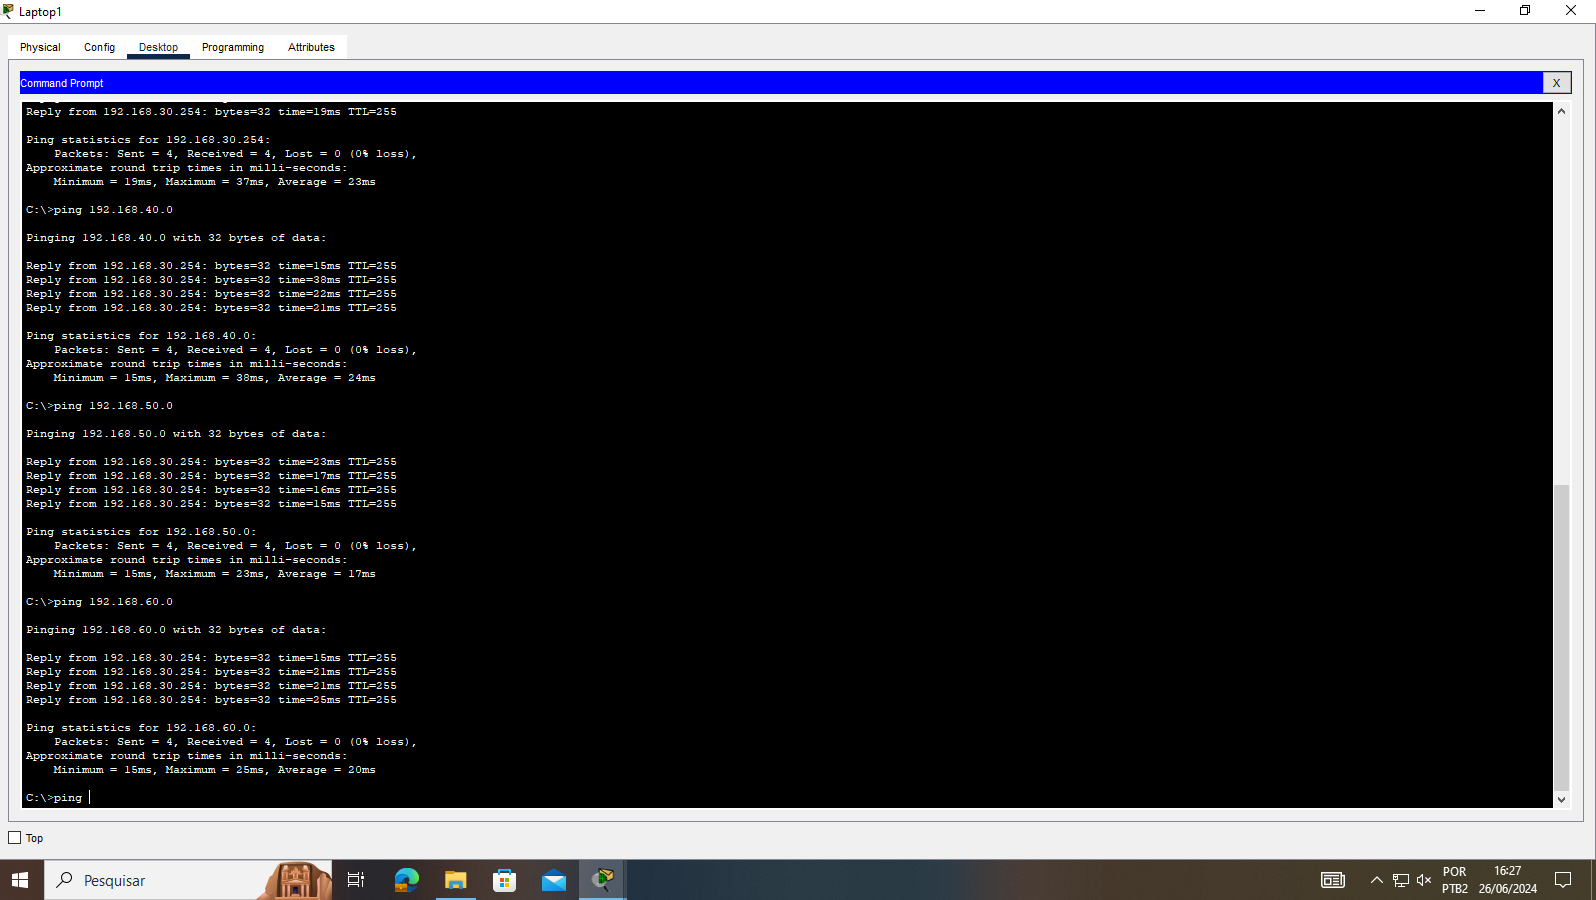 Laptop1
Physical Config Desktop Programming Attributes
Command Prompt X
Reply from 192.168.30.254: bytes=32 time=19ms TTL=255
Ping statistics for 192.168.30.254:
Packets: Sent = 4, Received = 4, Lost = 0 (0% loss),
Approximate round trip times in milli-seconds:
Minimum = 19ms, Maximum = 37ms, Average = 23ms
C:\>ping 192.168.40.0
Pinging 192.168.40.0 with 32 bytes of data:
Reply from 192.168.30.254: bytes=32 time=15ms TTL=255
Reply from 192.168.30.254: bytes=32 time=38ms TTL=255
Reply from 192.168.30.254: bytes=32 time=22ms TTL=255
Reply from 192.168.30.254: bytes=32 time=21ms TTL=255
Ping statistics for 192.168.40.0:
Packets: Sent = 4, Received = 4, Lost = 0 (0% loss),
Approximate round trip times in milli-seconds:
Minimum = 15ms, Maximum = 38ms, Average = 24ms
C:\>ping 192.168.50.0
Pinging 192.168.50.0 with 32 bytes of data:
Reply from 192.168.30.254: bytes=32 time=23ms TTL=255
Reply from 192.168.30.254: bytes=32 time=17ms TTL=255
Reply from 192.168.30.254: bytes=32 time=16ms TTL=255
Reply from 192.168.30.254: bytes=32 time=15ms TTL=255
Ping statistics for 192.168.50.0:
Packets: Sent = 4, Received = 4, Lost = 0 (0% loss),
Approximate round trip times in milli-seconds:
Minimum = 15ms, Maximum = 23ms, Average = 17ms
C:\>ping 192.168.60.0
Pinging 192.168.60.0 with 32 bytes of data:
Reply from 192.168.30.254: bytes=32 time=15ms TTL=255
Reply from 192.168.30.254: bytes=32 time=21ms TTL=255
Reply from 192.168.30.254: bytes=32 time=21ms TTL=255
Reply from 192.168.30.254: bytes=32 time=25ms TTL=255
Ping statistics for 192.168.60.0:
Packets: Sent = 4, Received = 4, Lost = 0 (0% loss),
Approximate round trip times in milli-seconds:
Minimum = 15ms, Maximum = 25ms, Average = 20ms
C:\>ping
Top
Pesquisar
POR 16:27
PTB2 26/06/2024